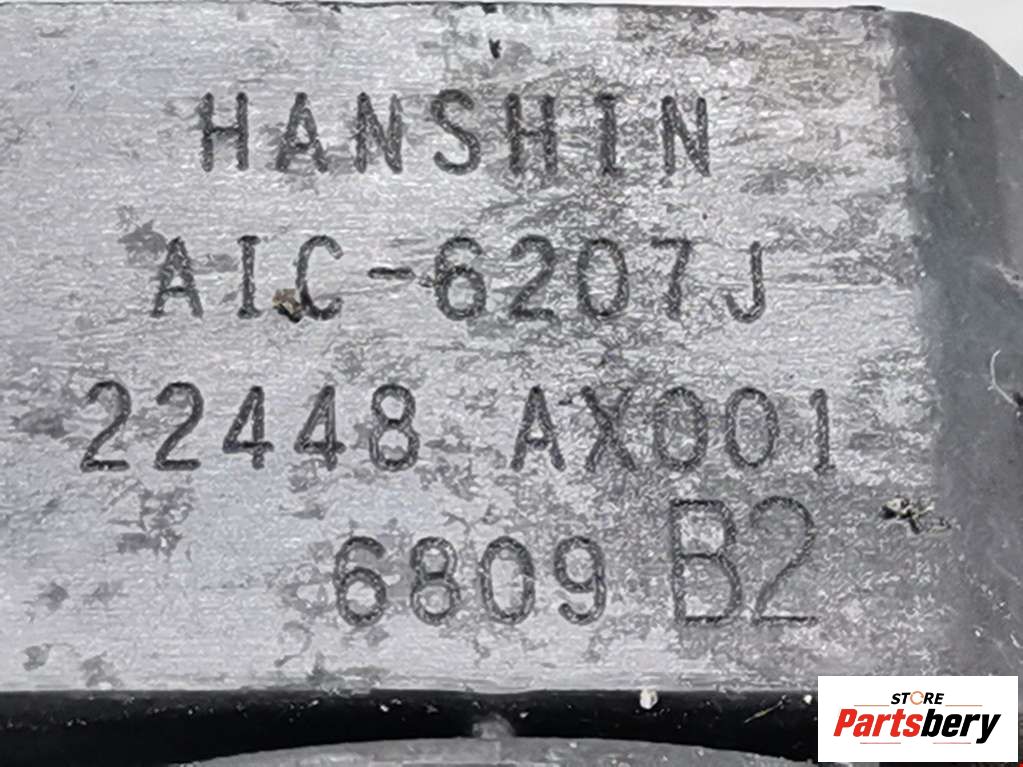 HANSHIN
AIC-6207J
22448 AX001
6809 B2
STORE
Partsbery